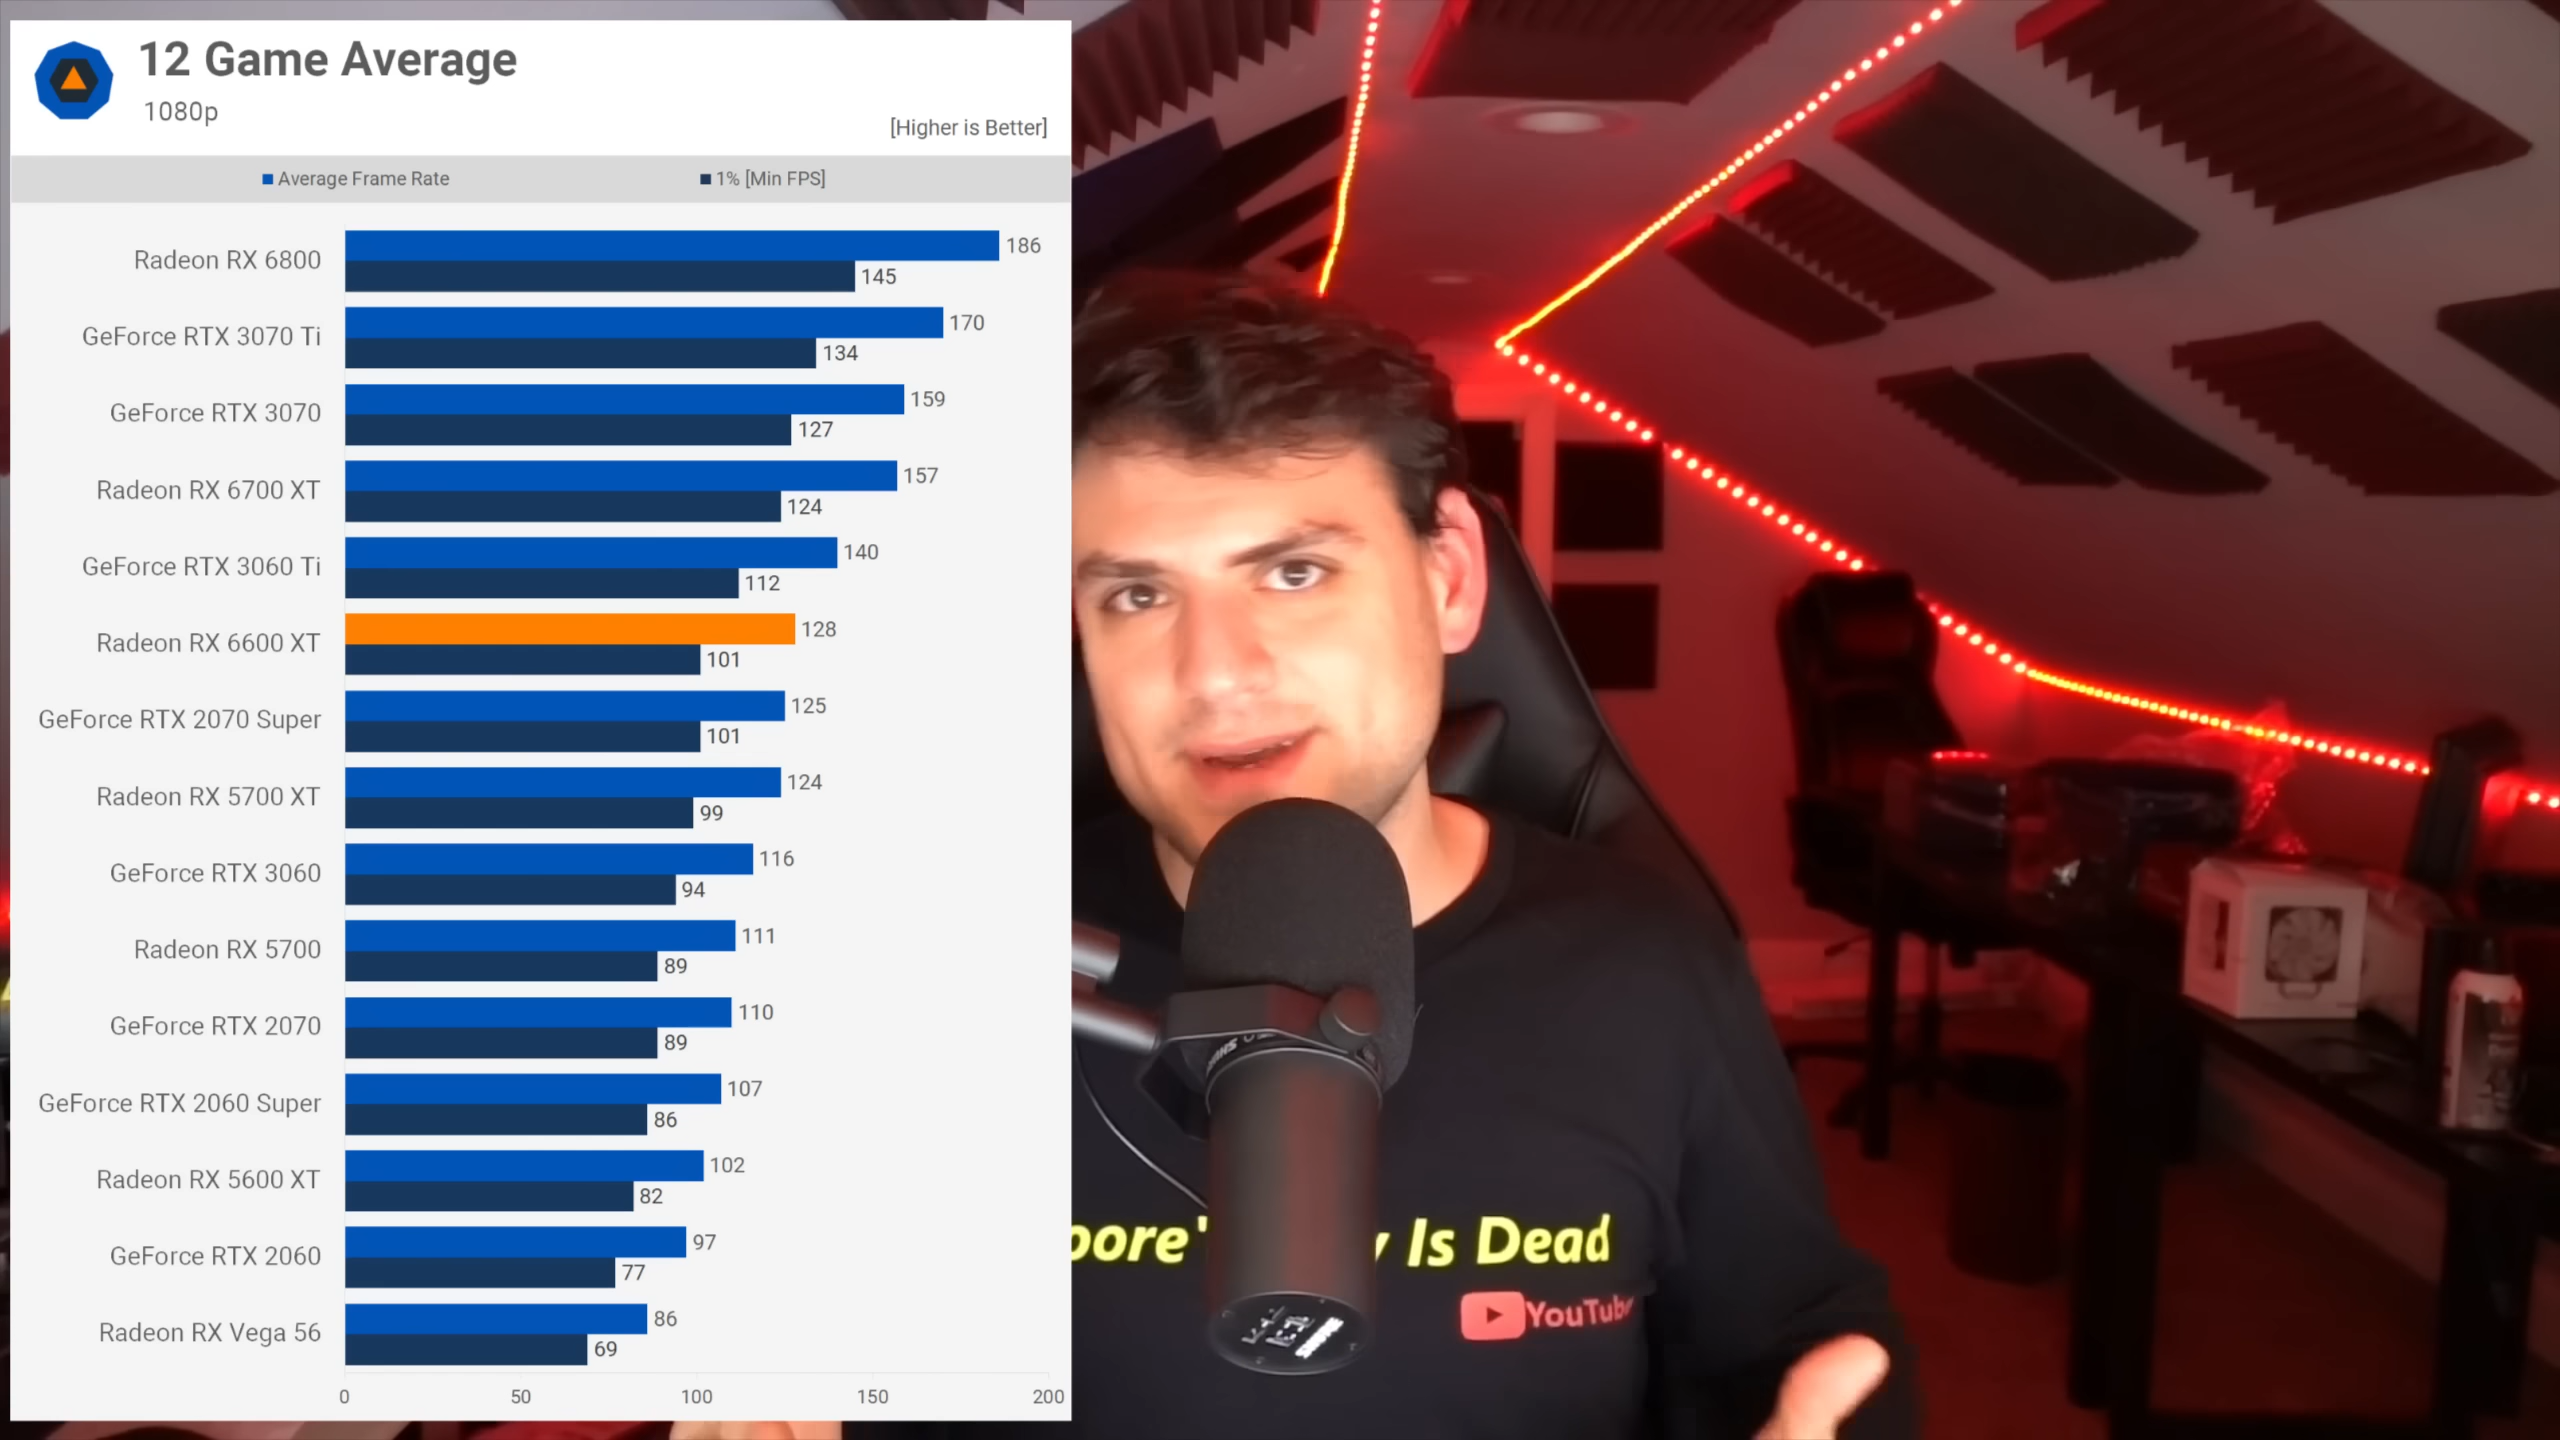 12 Game Average
1080p
[Higher is Better]
Average Frame Rate
1% [Min FPS]
Radeon RX 6800
186
145
GeForce RTX 3070 Ti
170
134
GeForce RTX 3070
159
127
Radeon RX 6700 XT
157
124
GeForce RTX 3060 Ti
140
112
Radeon RX 6600 XT
128
101
GeForce RTX 2070 Super
125
101
Radeon RX 5700 XT
124
99
GeForce RTX 3060
116
94
Radeon RX 5700
111
89
GeForce RTX 2070
110
89
GeForce RTX 2060 Super
107
86
Radeon RX 5600 XT
102
82
GeForce RTX 2060
97
77
Radeon RX Vega 56
86
69
0 50 100 150 200
oore' Is Dead
YouTube